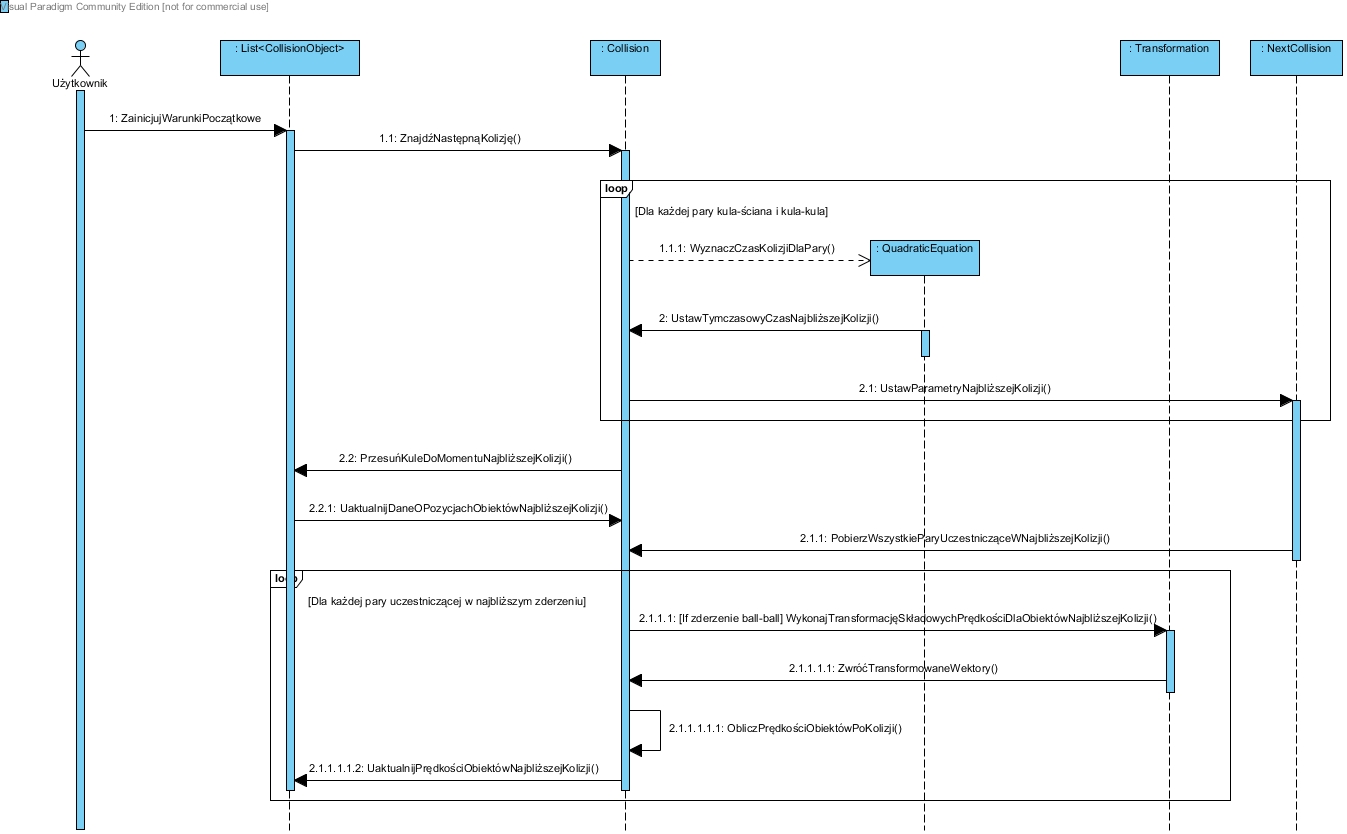 Visual Paradigm Community Edition [not for commercial use]
Użytkownik
: List<CollisionObject>
: Collision
: Transformation
: NextCollision
1: ZainicjujWarunkiPoczątkowe
1.1: ZnajdźNastępnąKolizję()
loop
[Dla każdej pary kula-ściana i kula-kula]
1.1.1: WyznaczCzasKolizjiDlaPary()
: QuadraticEquation
2: UstawTymczasowyCzasNajbliższejKolizji()
2.1: UstawParametryNajbliższejKolizji()
2.2: PrzesuńKuleDoMomentuNajbliższejKolizji()
2.2.1: UaktualnijDaneOPozycjachObiektówNajbliższejKolizji()
2.1.1: PobierzWszystkieParyUczestnicząceWNajbliższejKolizji()
loop
[Dla każdej pary uczestniczącej w najbliższym zderzeniu]
2.1.1.1: [If zderzenie ball-ball] WykonajTransformacjęSkładowychPrędkościDlaObiektówNajbliższejKolizji()
2.1.1.1.1: ZwróćTransformowaneWektory()
2.1.1.1.1.1: ObliczPrędkościObiektówPoKolizji()
2.1.1.1.1.2: UaktualnijPrędkościObiektówNajbliższejKolizji()